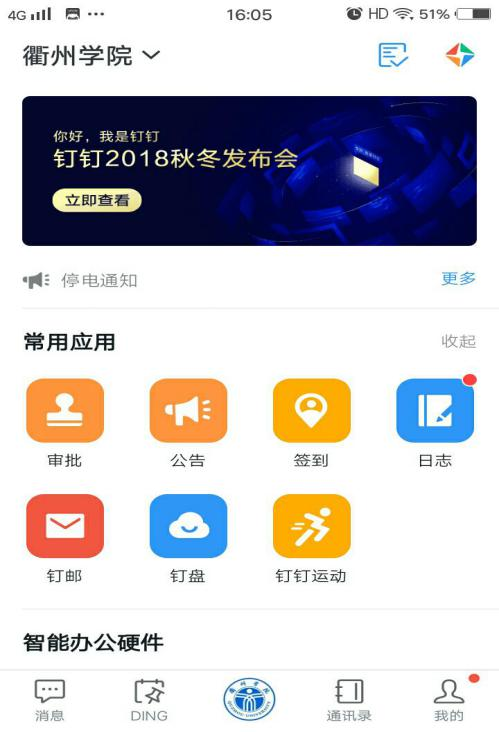 4G 16:05 HD 51%
衢州学院
你好，我是钉钉
钉钉2018秋冬发布会
立即查看
停电通知 更多
常用应用 收起
审批 公告 签到 日志
钉邮 钉盘 钉钉运动
智能办公硬件
消息 DING 通讯录 我的